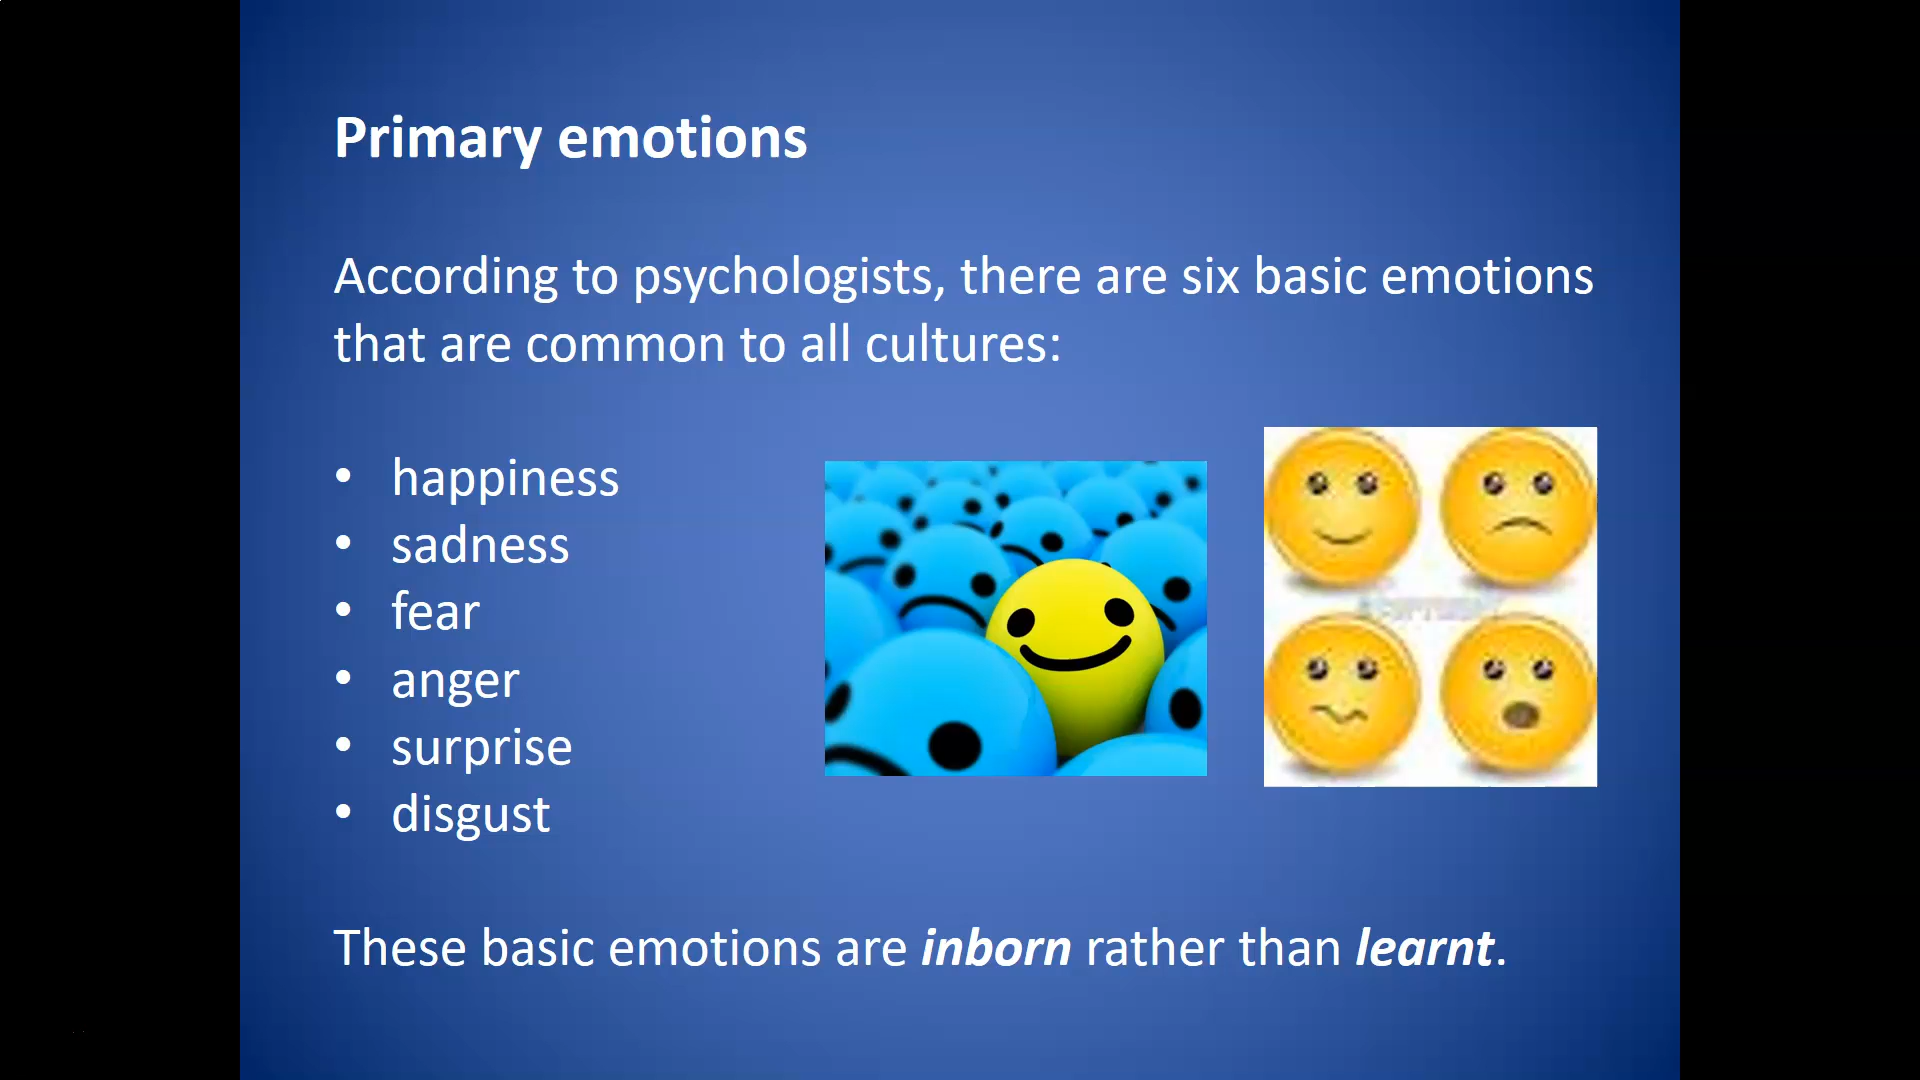 Primary emotions
According to psychologists, there are six basic emotions
that are common to all cultures:
• happiness
• sadness
• fear
• anger
• surprise
• disgust
These basic emotions are inborn rather than learnt.